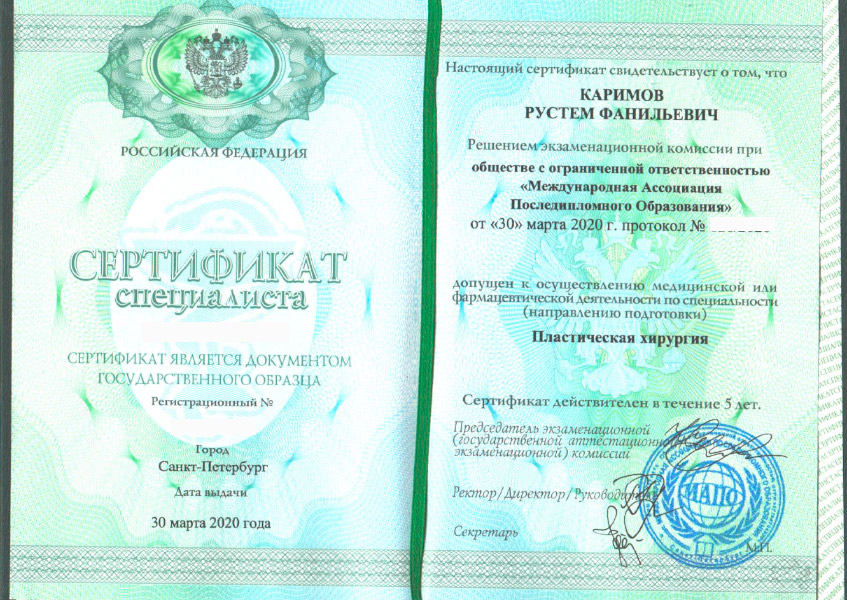 РОССИЙСКАЯ ФЕДЕРАЦИЯ
СЕРТИФИКАТ
специалиста
СЕРТИФИКАТ ЯВЛЯЕТСЯ ДОКУМЕНТОМ
ГОСУДАРСТВЕННОГО ОБРАЗЦА
Регистрационный №
Город
Санкт-Петербург
Дата выдачи
30 марта 2020 года
Настоящий сертификат свидетельствует о том, что
КАРИМОВ
РУСТЕМ ФАНИЛЬЕВИЧ
Решением экзаменационной комиссии при
обществе с ограниченной ответственностью
«Международная Ассоциация
Последипломного Образования»
от «30» марта 2020 г. протокол №
допущен к осуществлению медицинской или
фармацевтической деятельности по специальности
(направлению подготовки)
Пластическая хирургия
Сертификат действителен в течение 5 лет.
Председатель экзаменационной
(государственной аттестационной
экзаменационной) комиссии
Ректор/Директор/Руководитель
Секретарь
МАПО
М.П.